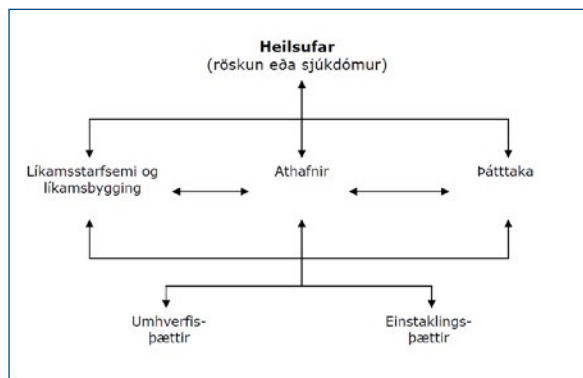 Heilsufar
(röskun eða sjúkdómur)
Líkamsstarfsemi og
líkamsbygging
Athafnir
Þátttaka
Umhverfis-
þættir
Einstaklings-
þættir